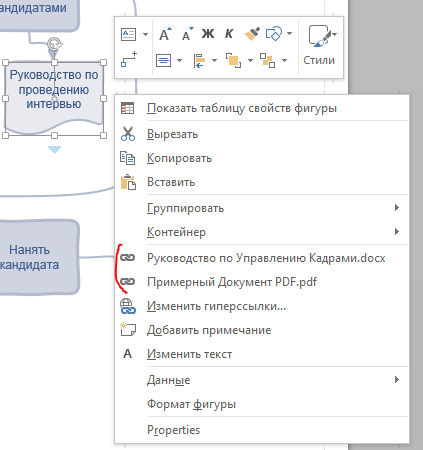 кандидатами
Руководство по
проведению
интервью
Нанять
кандидата
A A Ж К
Стили
Показать таблицу свойств фигуры
Вырезать
Копировать
Вставить
Группировать
Контейнер
Руководство по Управлению Кадрами.docx
Примерный Документ PDF.pdf
Изменить гиперссылки...
Добавить примечание
A Изменить текст
Данные
Формат фигуры
Properties